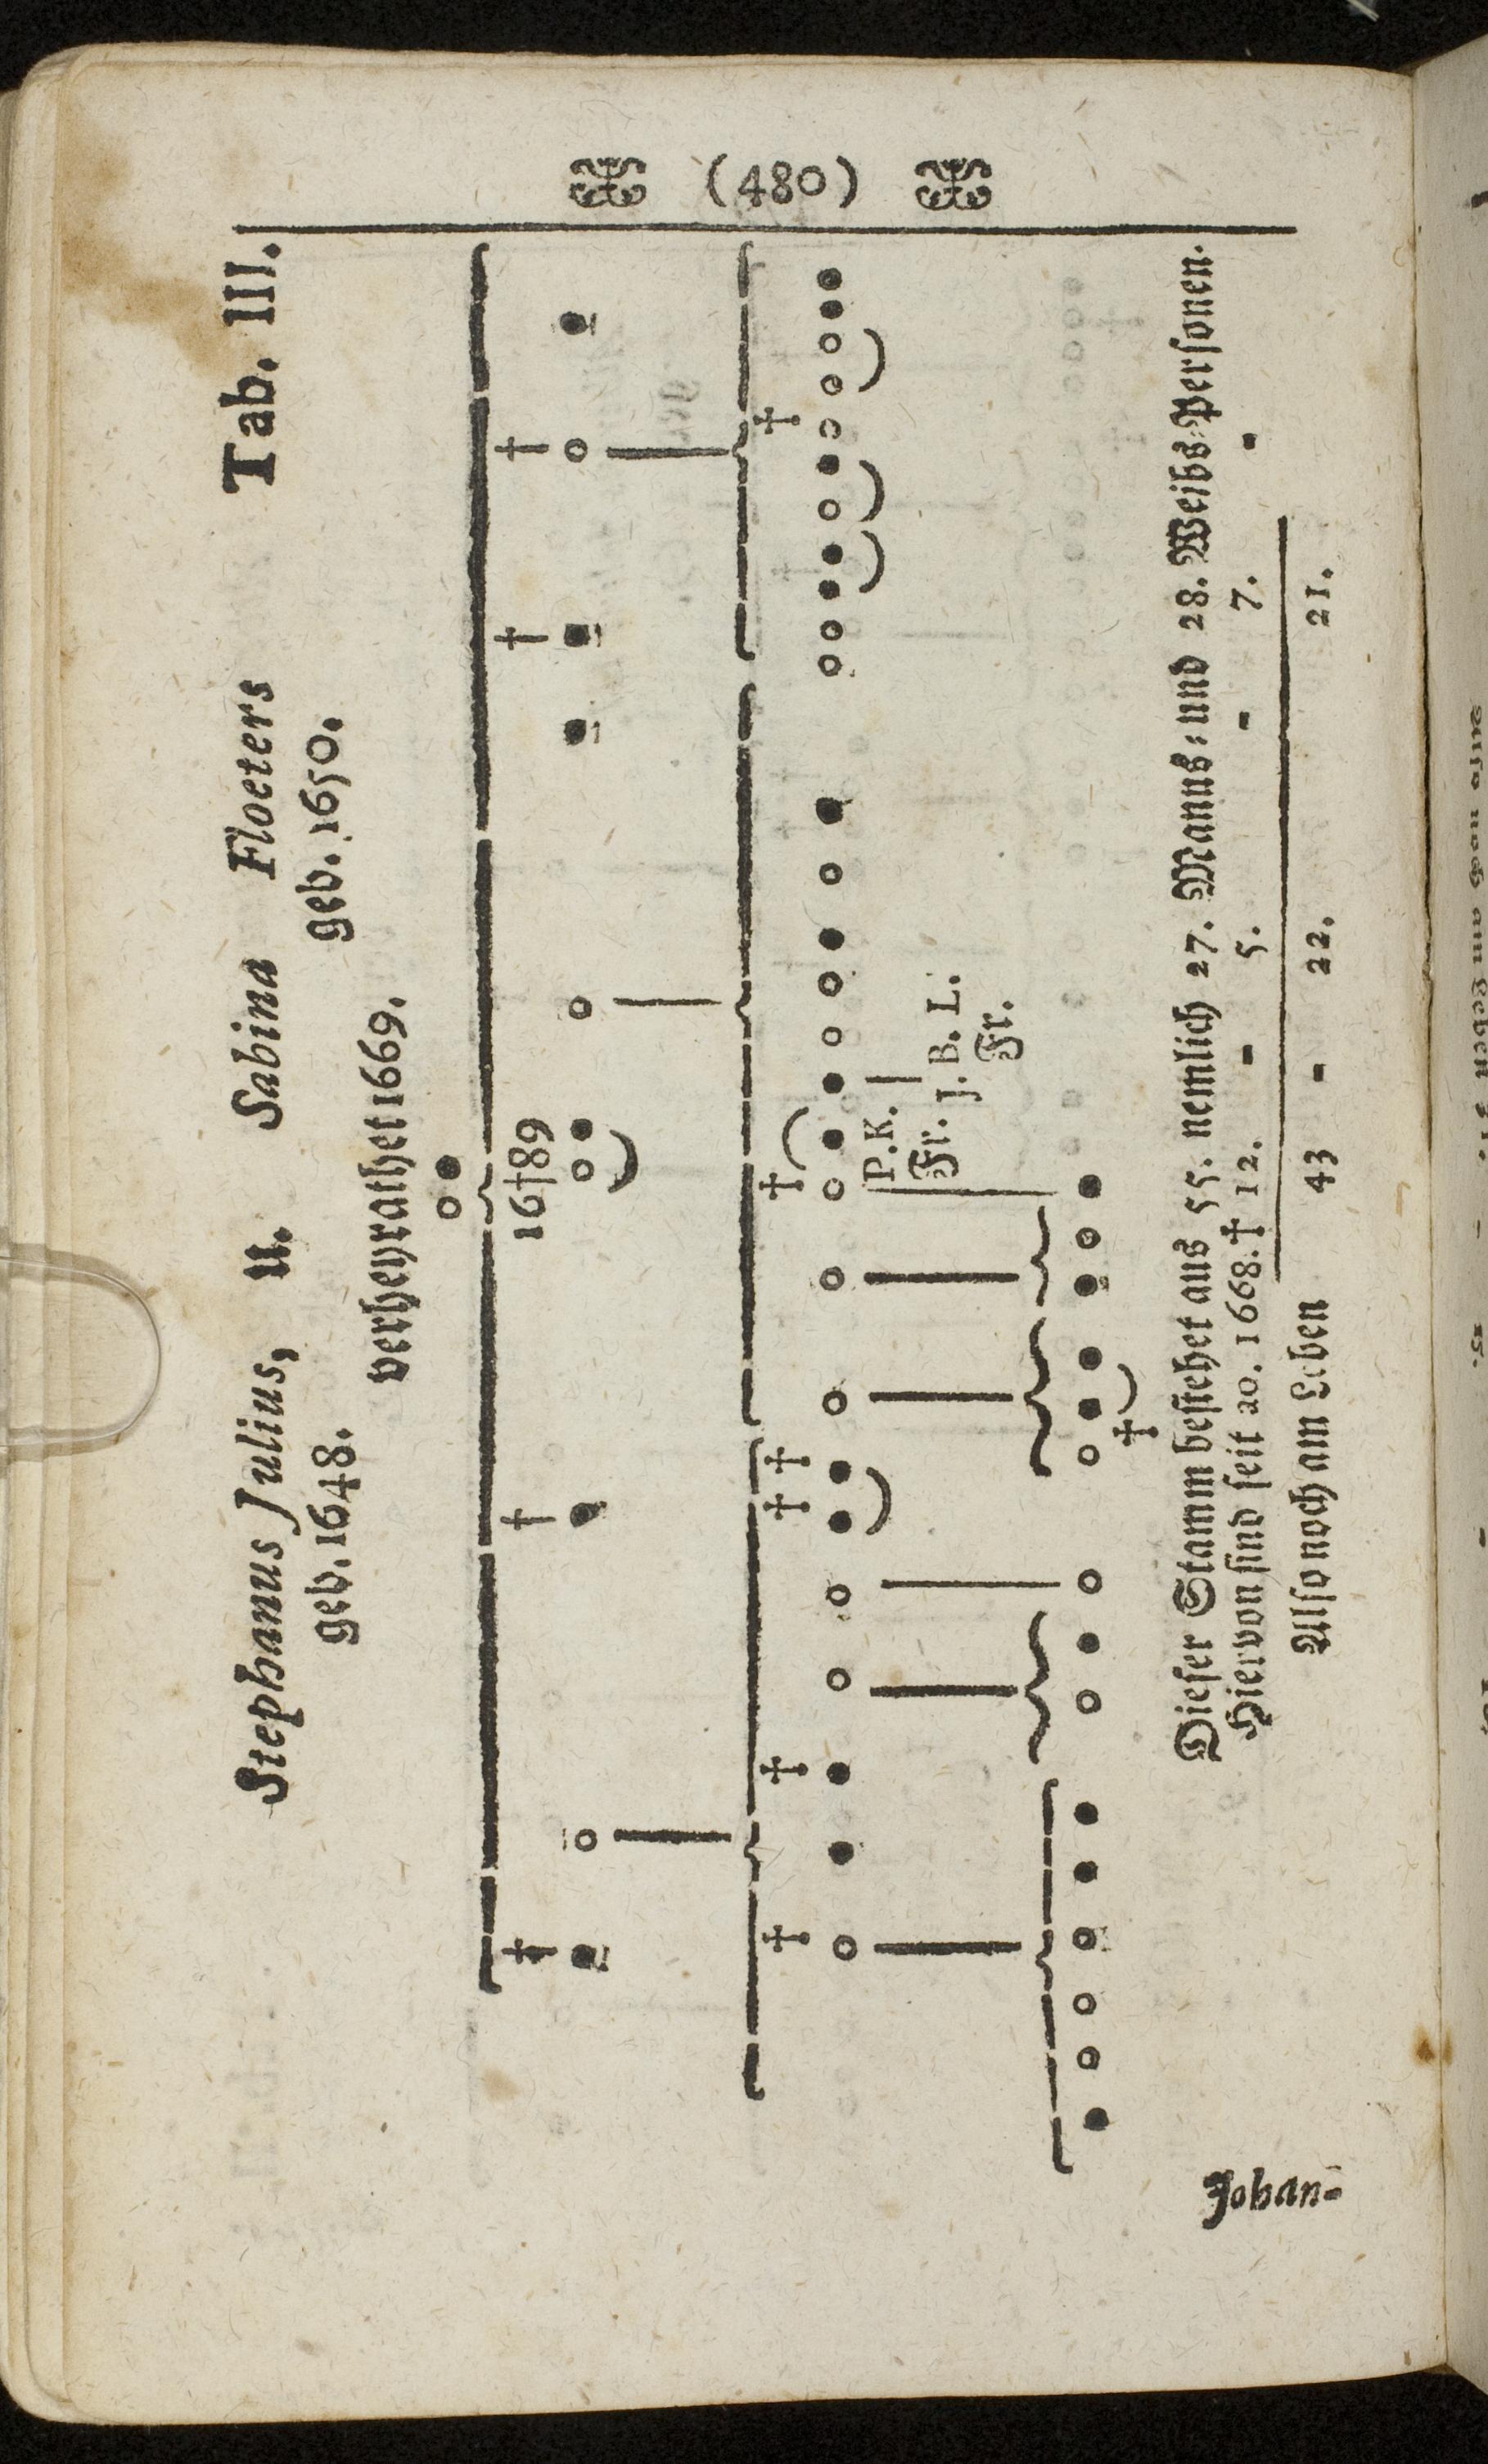 (480)
Tab. III.
Stephanus Julius, u. Sabina Floeters
geb. 1648. geb. 1650.
verheyrathet 1669.
16†89
P. K.
Fr.
J. B. L.
Fr.
Dieser Stamm bestehet aus 55. nemlich 27. Manns- und 28. Weibs-Personen.
Hiervon sind seit ao. 1668. † 12. - 5. - 7. -
Also noch am Leben 43 - 22. 21.
Johan-